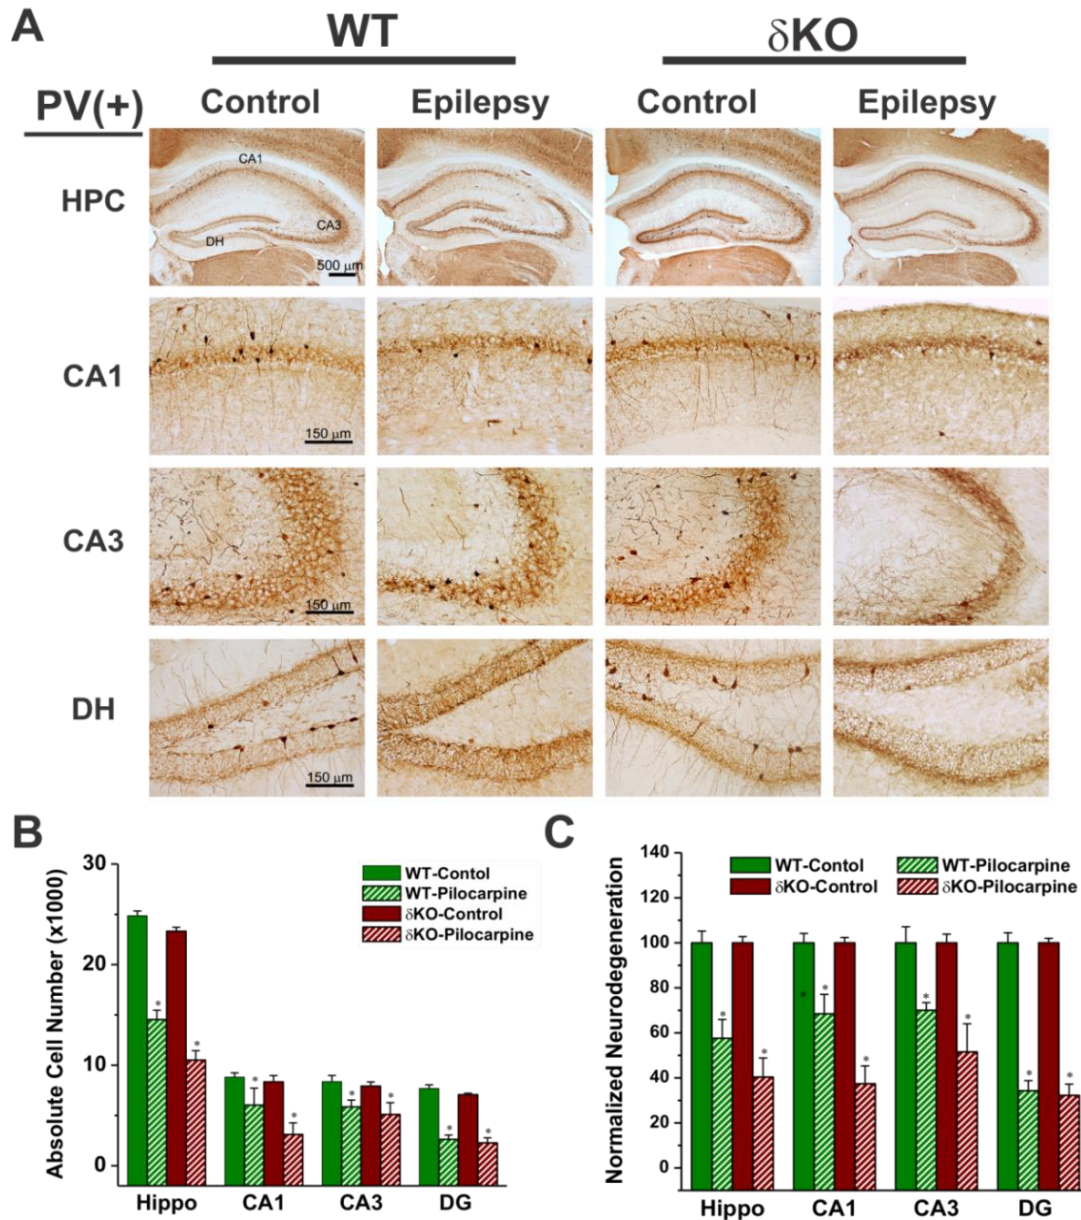 A
WT
δKO
PV(+)
Control
Epilepsy
Control
Epilepsy
HPC
CA1
CA3
DH
500 μm
CA1
150 μm
CA3
150 μm
DH
150 μm
B
Absolute Cell Number (x1000)
30
20
10
0
WT-Contol
WT-Pilocarpine
δKO-Control
δKO-Pilocarpine
*
*
*
*
*
*
*
*
Hippo
CA1
CA3
DG
C
Normalized Neurodegeneration
140
120
100
80
60
40
20
0
WT-Contol
WT-Pilocarpine
δKO-Control
δKO-Pilocarpine
*
*
*
*
*
*
*
*
*
Hippo
CA1
CA3
DG